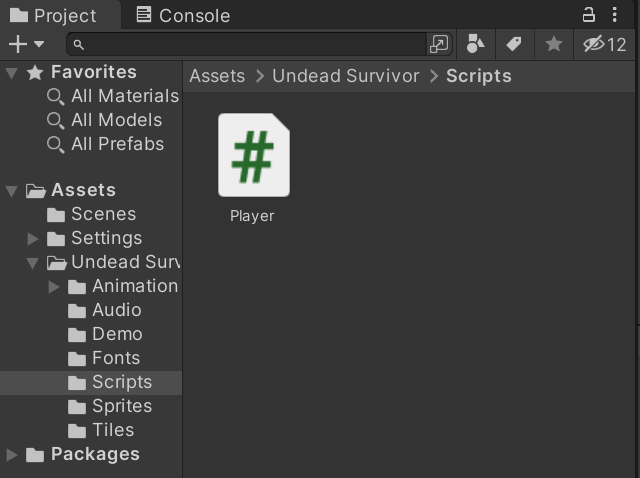 Project
Console
12
Favorites
All Materials
All Models
All Prefabs
Assets
Scenes
Settings
Undead Surv
Animation
Audio
Demo
Fonts
Scripts
Sprites
Tiles
Packages
Assets > Undead Survivor > Scripts
#
Player